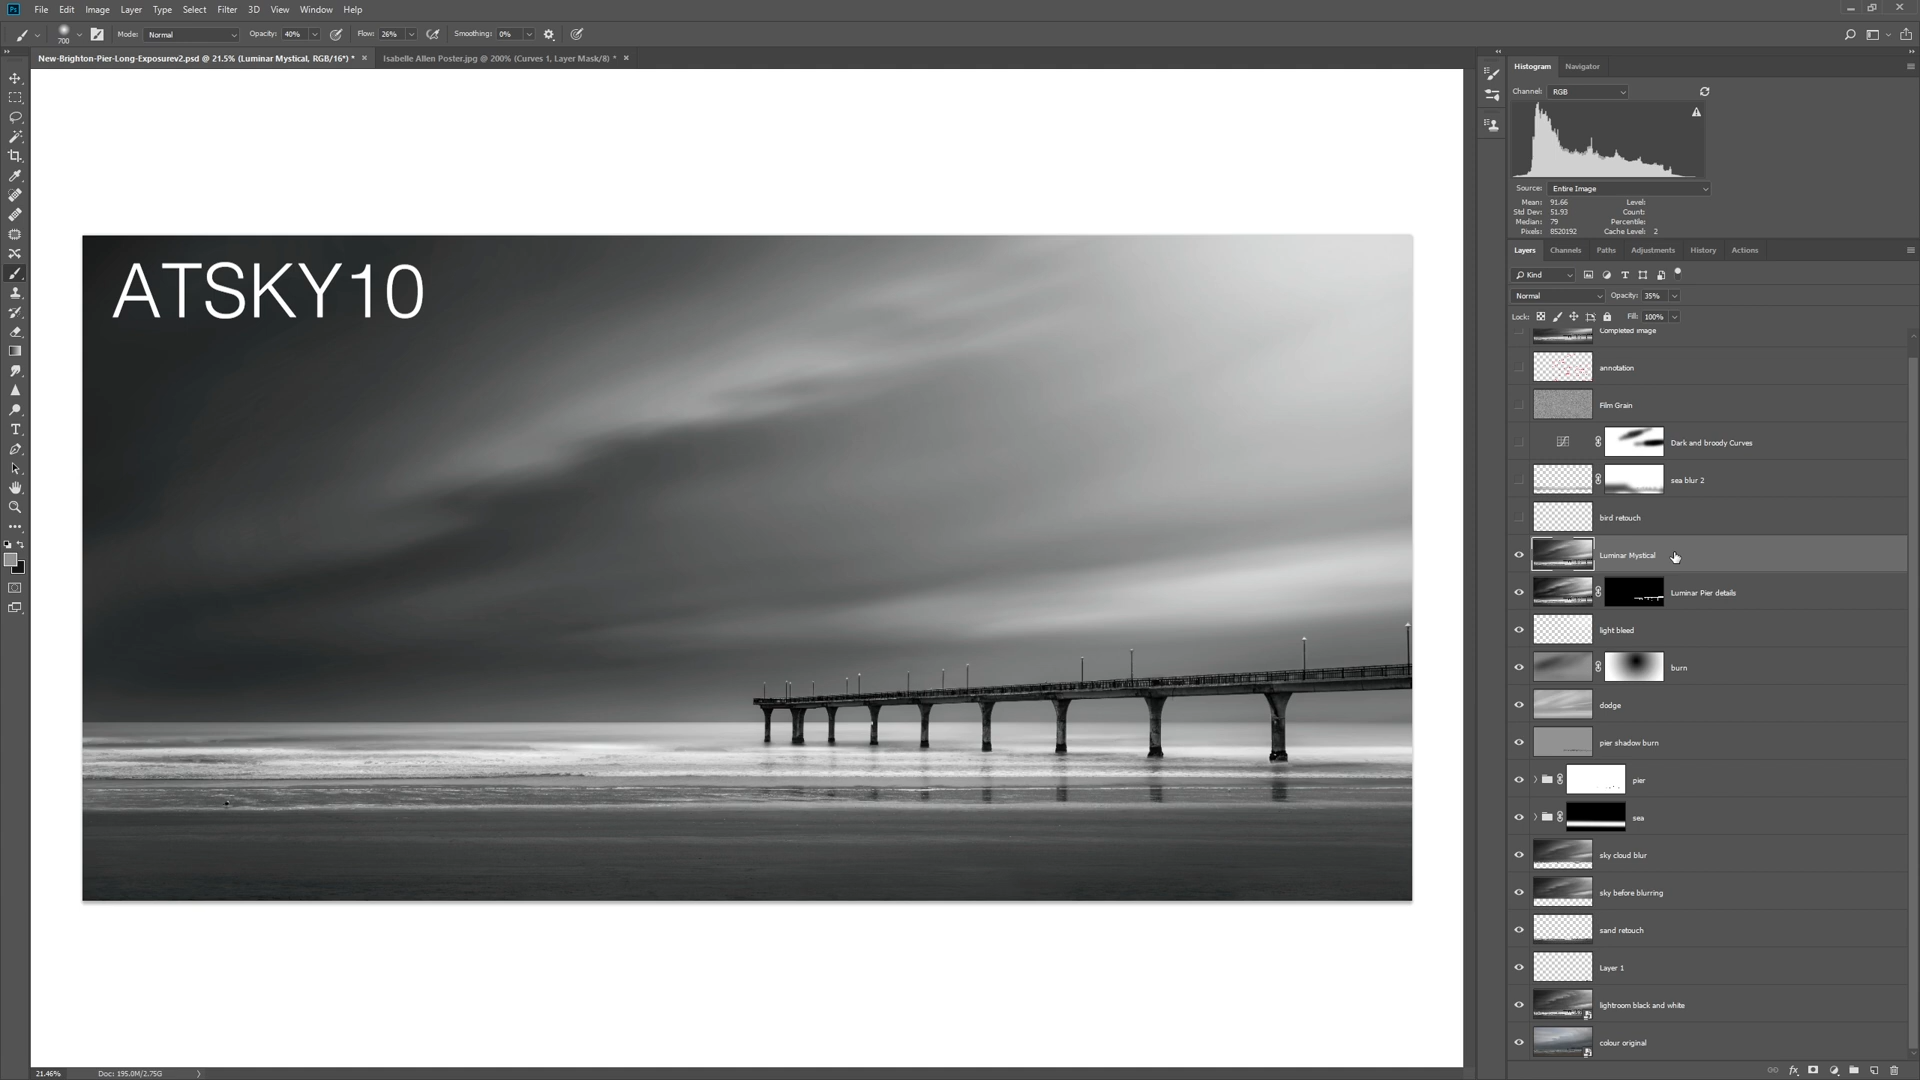 Ps File Edit Image Layer Type Select Filter 3D View Window Help
700 Mode: Normal Opacity: 40% Flow: 26% Smoothing: 0%
New-Brighton-Pier-Long-Exposurev2.psd @ 21.5% (Luminar Mystical, RGB/16*) * × Isabelle Allen Poster.jpg @ 200% (Curves 1, Layer Mask/8) * ×
Histogram Navigator
Channel: RGB
Source: Entire Image
Mean: 91.66 Level:
Std Dev: 51.93 Count:
Median: 79 Percentile:
Pixels: 8520192 Cache Level: 2
Layers Channels Paths Adjustments History Actions
Kind
Normal Opacity: 35%
Lock: Fill: 100%
Completed Image
annotation
Film Grain
Dark and broody Curves
sea blur 2
bird retouch
Luminar Mystical
Luminar Pier details
light bleed
burn
dodge
pier shadow burn
pier
sea
sky cloud blur
sky before blurring
sand retouch
Layer 1
lightroom black and white
colour original
ATSKY10
21.46% Doc: 195.0M/2.75G